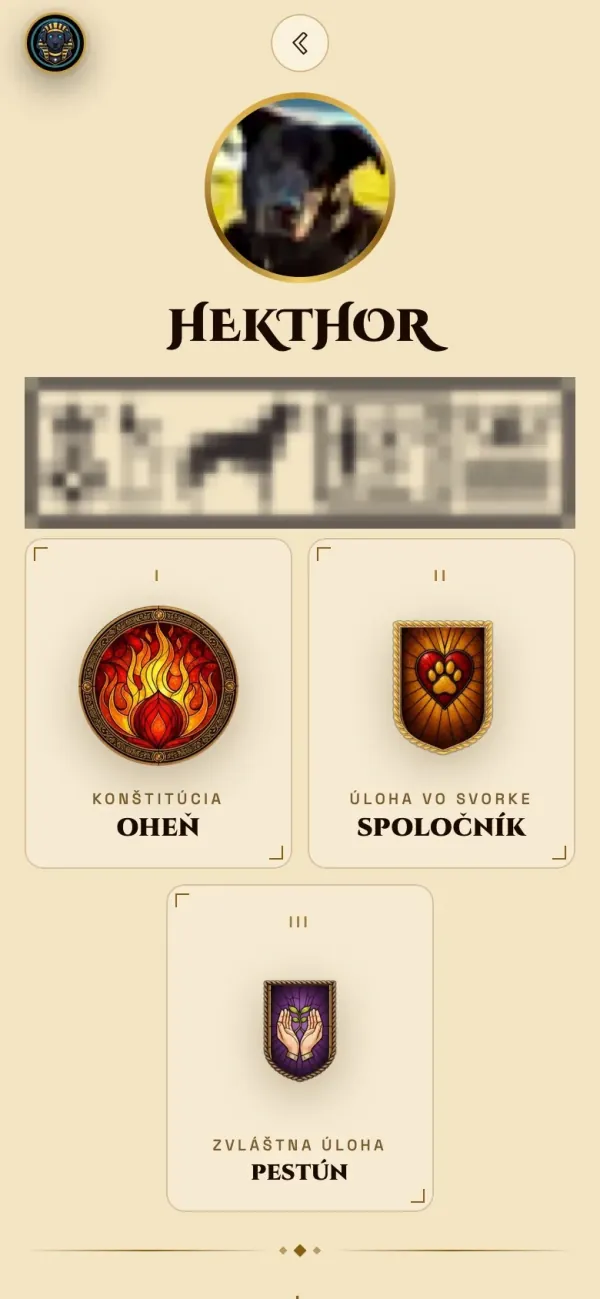 HEKTHOR
I
II
KONŠTITÚCIA
OHEŇ
ÚLOHA VO SVORKE
SPOLOČNÍK
III
ZVLÁŠTNA ÚLOHA
PESTÚN